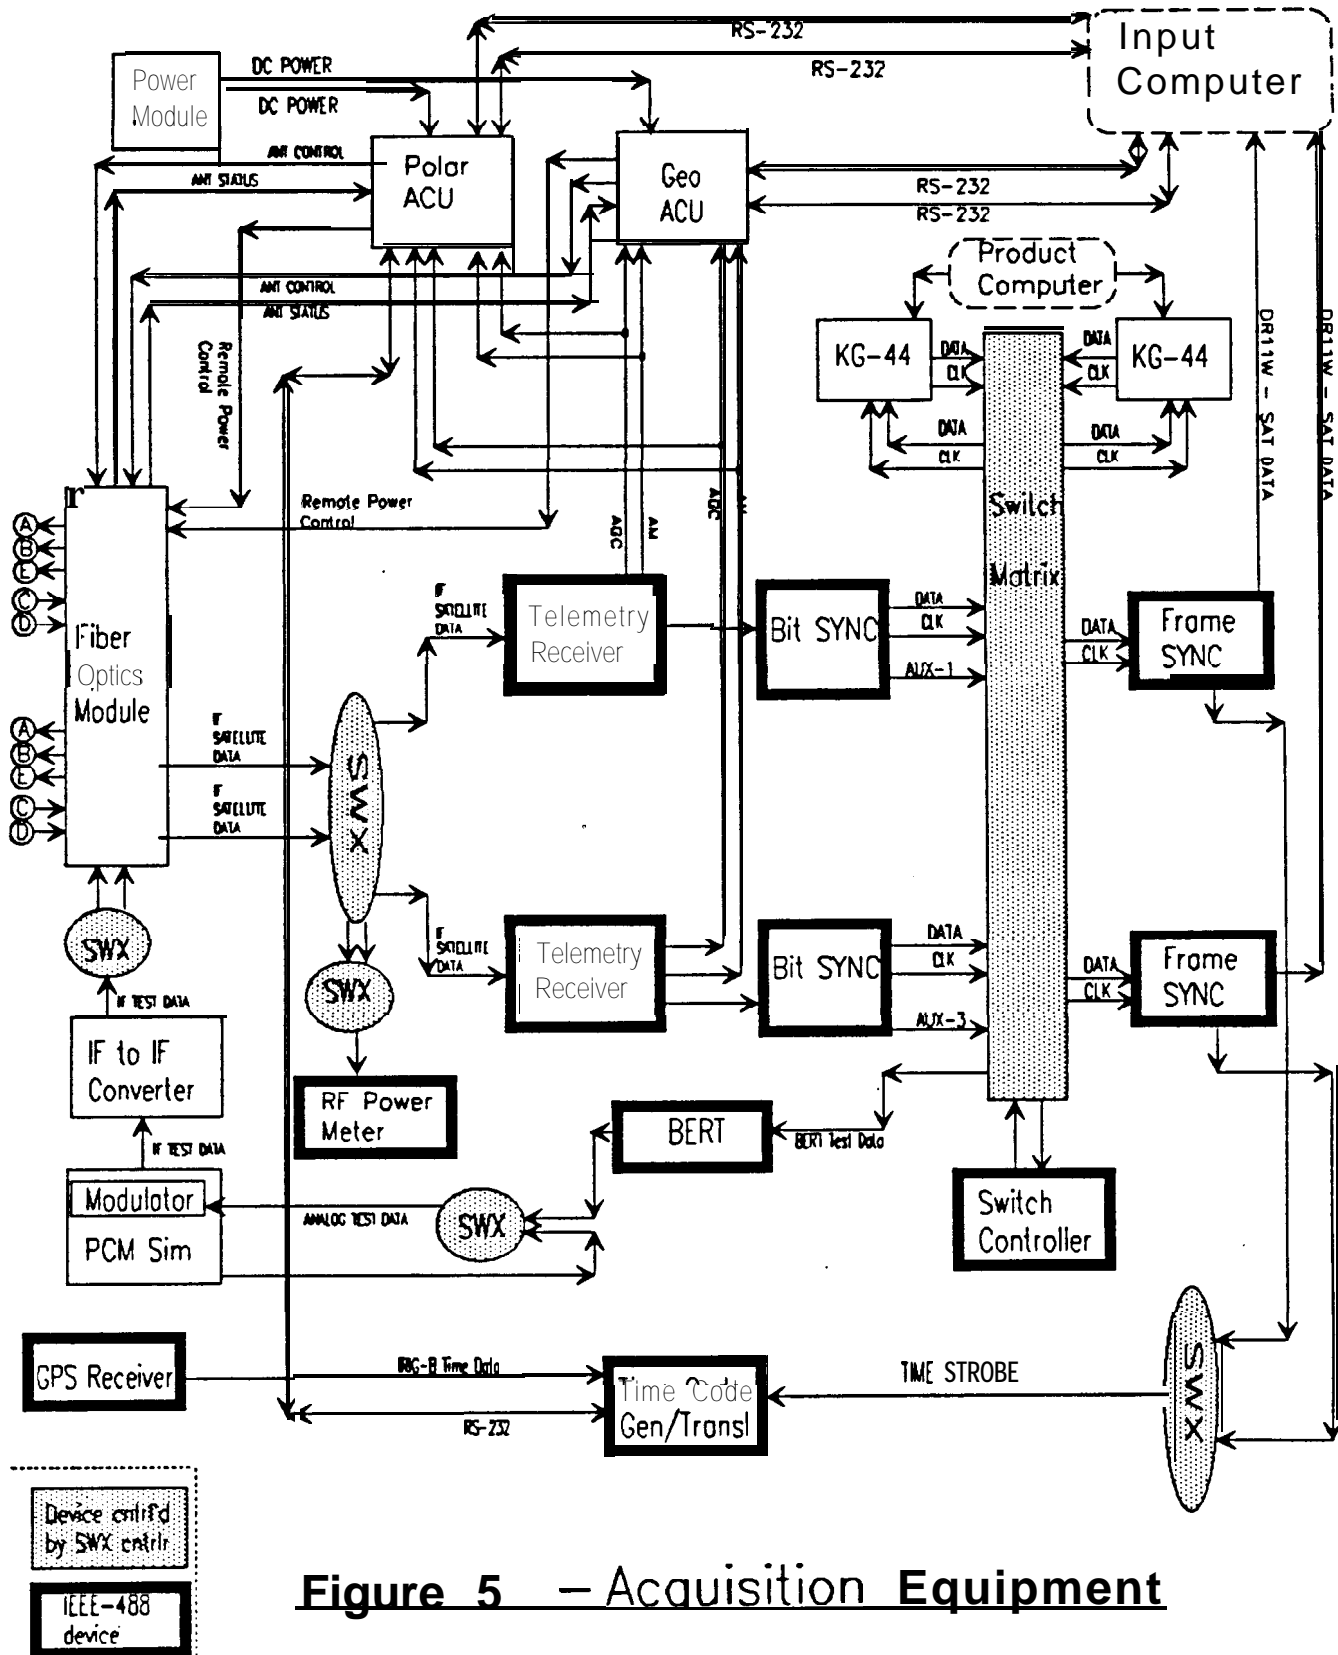 RS-232
RS-232
Input
Computer
Power
Module
DC POWER
DC POWER
ANT CONTROL
ANT STATUS
Polar
ACU
Geo
ACU
RS-232
RS-232
Product
Computer
ANT CONTROL
ANT STATUS
Remote Power
Control
KG-44
DATA
CLK
DATA
CLK
KG-44
DATA
CLK
DATA
CLK
DR11W - SAT DATA
DR11W - SAT DATA
r
Remote Power
Control
AGC
AM
AGC
Switch
Matrix
A
B
E
C
D
Fiber
Optics
Module
IF
SATELLITE
DATA
Telemetry
Receiver
Bit SYNC
DATA
CLK
AUX-1
DATA
CLK
Frame
SYNC
A
B
E
C
D
IF
SATELLITE
DATA
IF
SATELLITE
DATA
SWX
SWX
SWX
IF
SATELLITE
DATA
Telemetry
Receiver
Bit SYNC
DATA
CLK
AUX-3
DATA
CLK
Frame
SYNC
IF TEST DATA
IF to IF
Converter
RF Power
Meter
BERT
BERT Test Data
IF TEST DATA
Modulator
PCM Sim
ANALOG TEST DATA
SWX
Switch
Controller
GPS Receiver
IRIG-B Time Data
RS-232
Time Code
Gen/Transl
TIME STROBE
SWX
Device cntrl'd
by SWX cntrlr
IEEE-488
device
Figure 5 - Acquisition Equipment